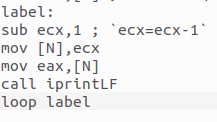 label:
sub ecx,1 ; `ecx=ecx-1`
mov [N],ecx
mov eax,[N]
call iprintLF
loop label